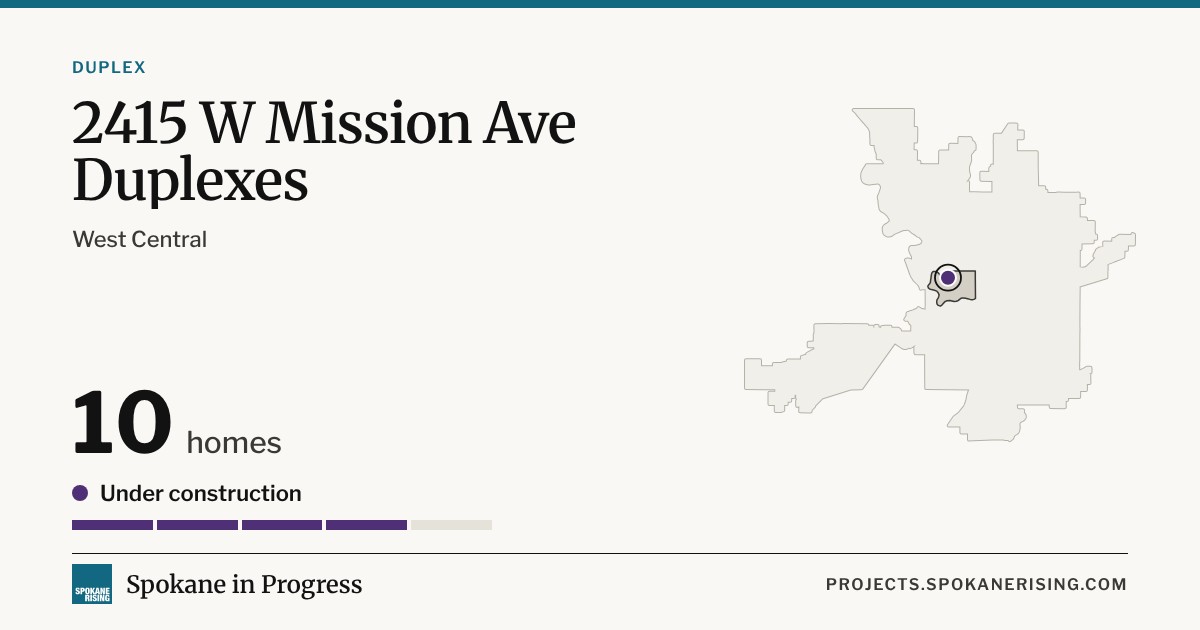 DUPLEX
2415 W Mission Ave
Duplexes
West Central
10 homes
Under construction
SPOKANE
RISING
Spokane in Progress
PROJECTS.SPOKANERISING.COM